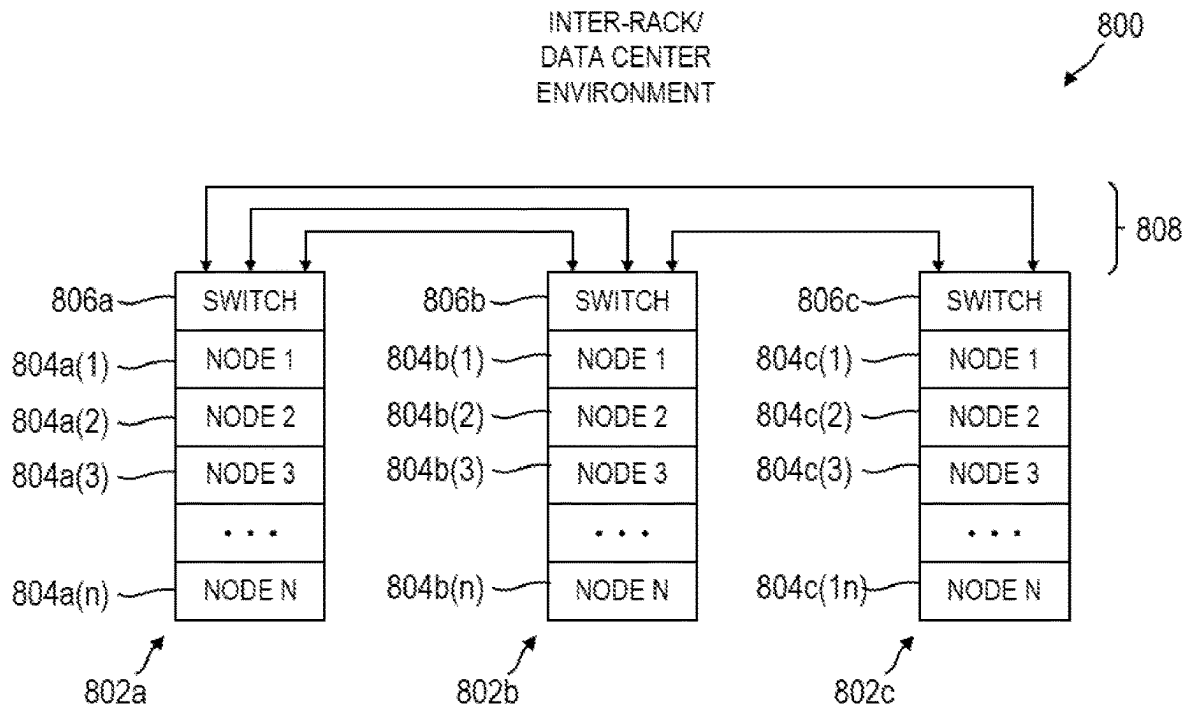 INTER-RACK/
DATA CENTER
ENVIRONMENT
800
808
806a SWITCH 806b SWITCH 806c SWITCH
804a(1) NODE 1 804b(1) NODE 1 804c(1) NODE 1
804a(2) NODE 2 804b(2) NODE 2 804c(2) NODE 2
804a(3) NODE 3 804b(3) NODE 3 804c(3) NODE 3
• • • • • • • • •
804a(n) NODE N 804b(n) NODE N 804c(1n) NODE N
802a 802b 802c